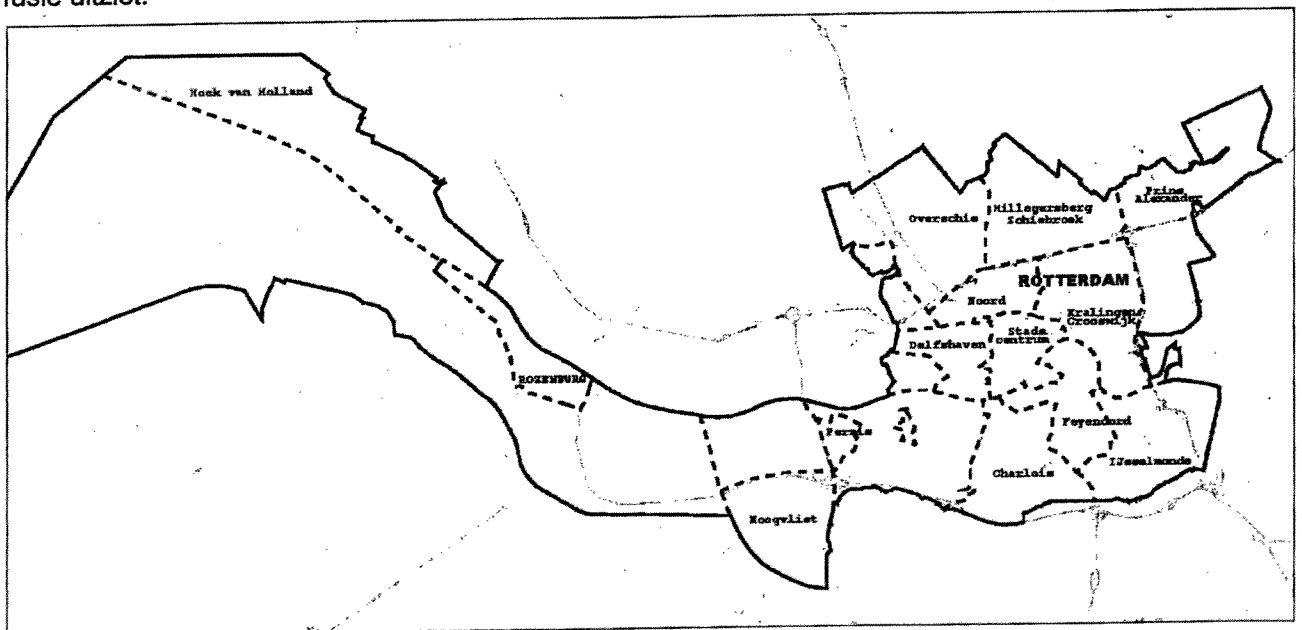 fusie uitziet.
Hoek van Holland
Prins
Alexander
Overschie
Hillegersberg
Schiebroek
ROTTERDAM
Noord
Kralingen
Crooswijk
Stads
centrum
Delfshaven
ROZENBURG
Pernis
Feyenoord
IJsselmonde
Charlois
Hoogvliet